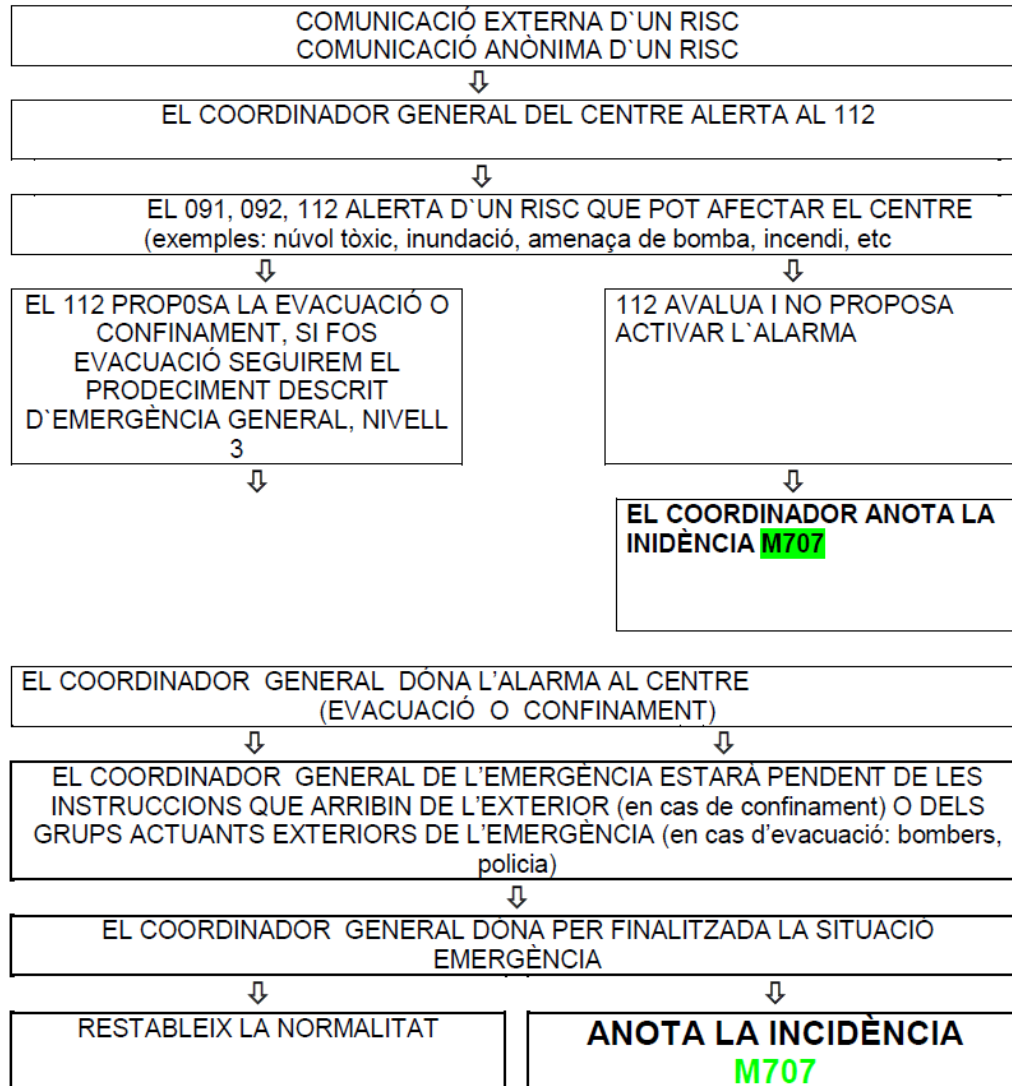 COMUNICACIÓ EXTERNA D`UN RISC
COMUNICACIÓ ANÒNIMA D`UN RISC
EL COORDINADOR GENERAL DEL CENTRE ALERTA AL 112
EL 091, 092, 112 ALERTA D`UN RISC QUE POT AFECTAR EL CENTRE
(exemples: núvol tòxic, inundació, amenaça de bomba, incendi, etc
EL 112 PROP0SA LA EVACUACIÓ O
CONFINAMENT, SI FOS
EVACUACIÓ SEGUIREM EL
PRODECIMENT DESCRIT
D`EMERGÈNCIA GENERAL, NIVELL
3
112 AVALUA I NO PROPOSA
ACTIVAR L`ALARMA
EL COORDINADOR ANOTA LA
INIDÈNCIA M707
EL COORDINADOR GENERAL DÓNA L’ALARMA AL CENTRE
(EVACUACIÓ O CONFINAMENT)
EL COORDINADOR GENERAL DE L’EMERGÈNCIA ESTARÀ PENDENT DE LES
INSTRUCCIONS QUE ARRIBIN DE L’EXTERIOR (en cas de confinament) O DELS
GRUPS ACTUANTS EXTERIORS DE L’EMERGÈNCIA (en cas d’evacuació: bombers,
policia)
EL COORDINADOR GENERAL DÓNA PER FINALITZADA LA SITUACIÓ
EMERGÈNCIA
RESTABLEIX LA NORMALITAT
ANOTA LA INCIDÈNCIA
M707